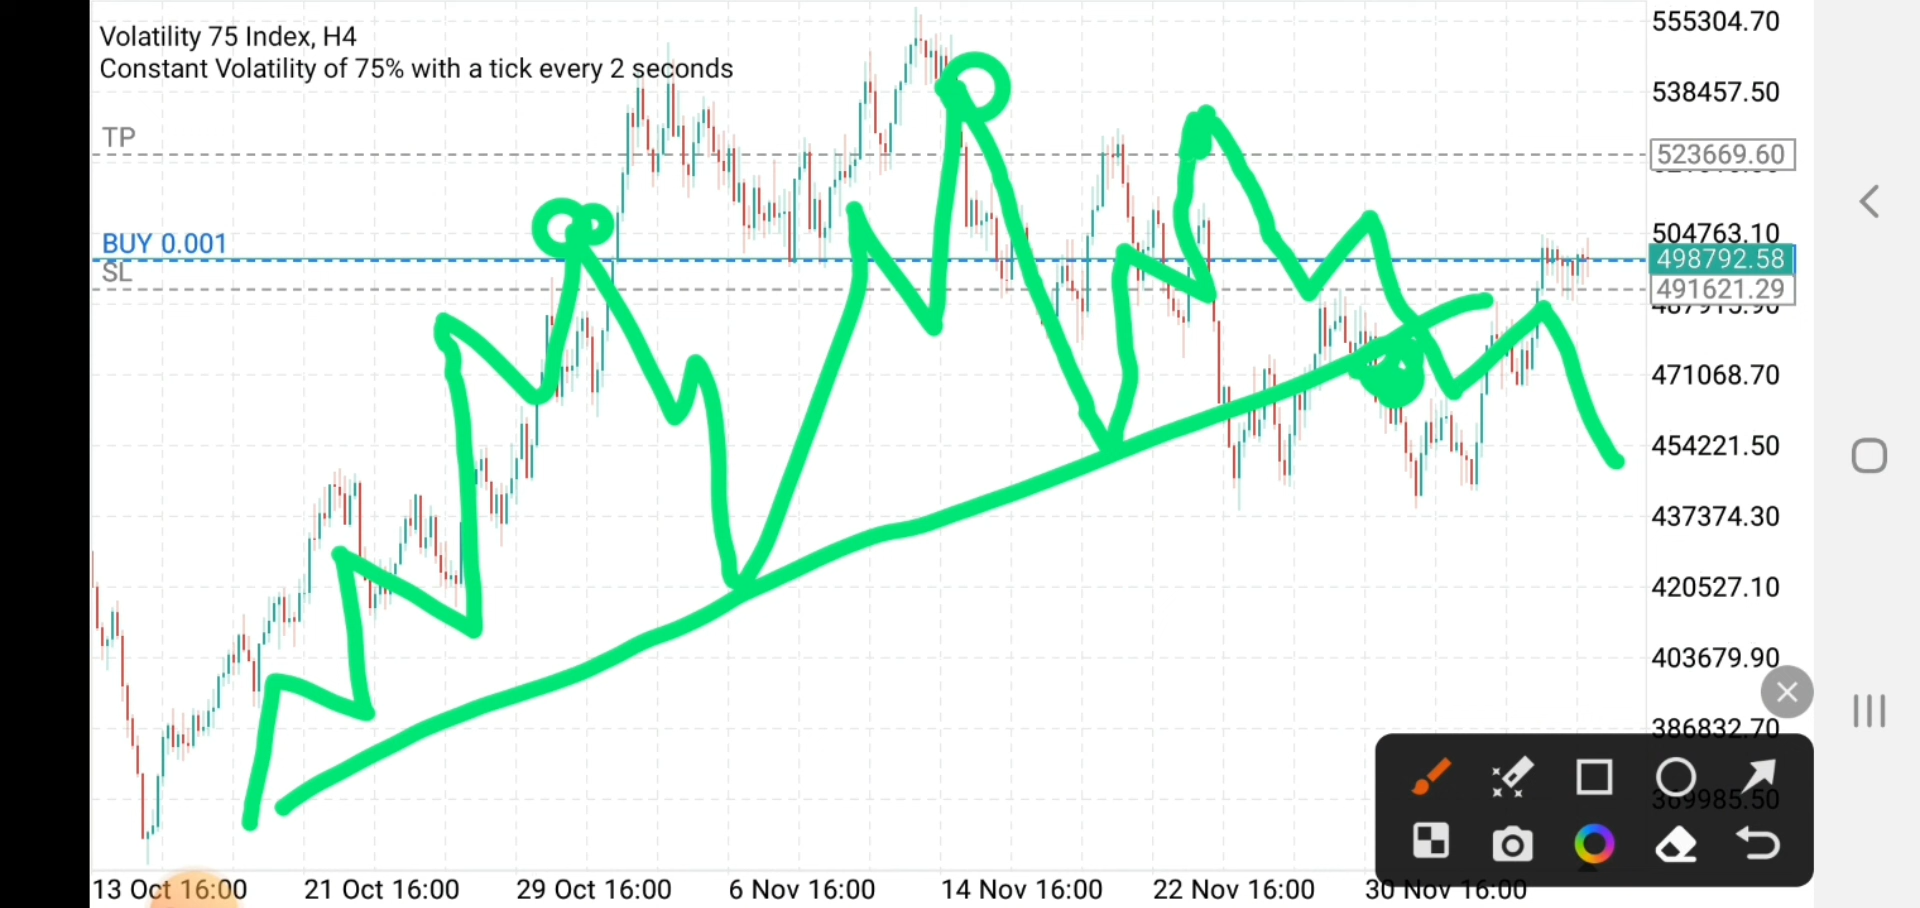 Volatility 75 Index, H4
Constant Volatility of 75% with a tick every 2 seconds
555304.70
538457.50
TP
523669.60
BUY 0.001
504763.10
498792.58
SL
491621.29
471068.70
454221.50
437374.30
420527.10
403679.90
386832.70
369985.50
13 Oct 16:00 21 Oct 16:00 29 Oct 16:00 6 Nov 16:00 14 Nov 16:00 22 Nov 16:00 30 Nov 16:00